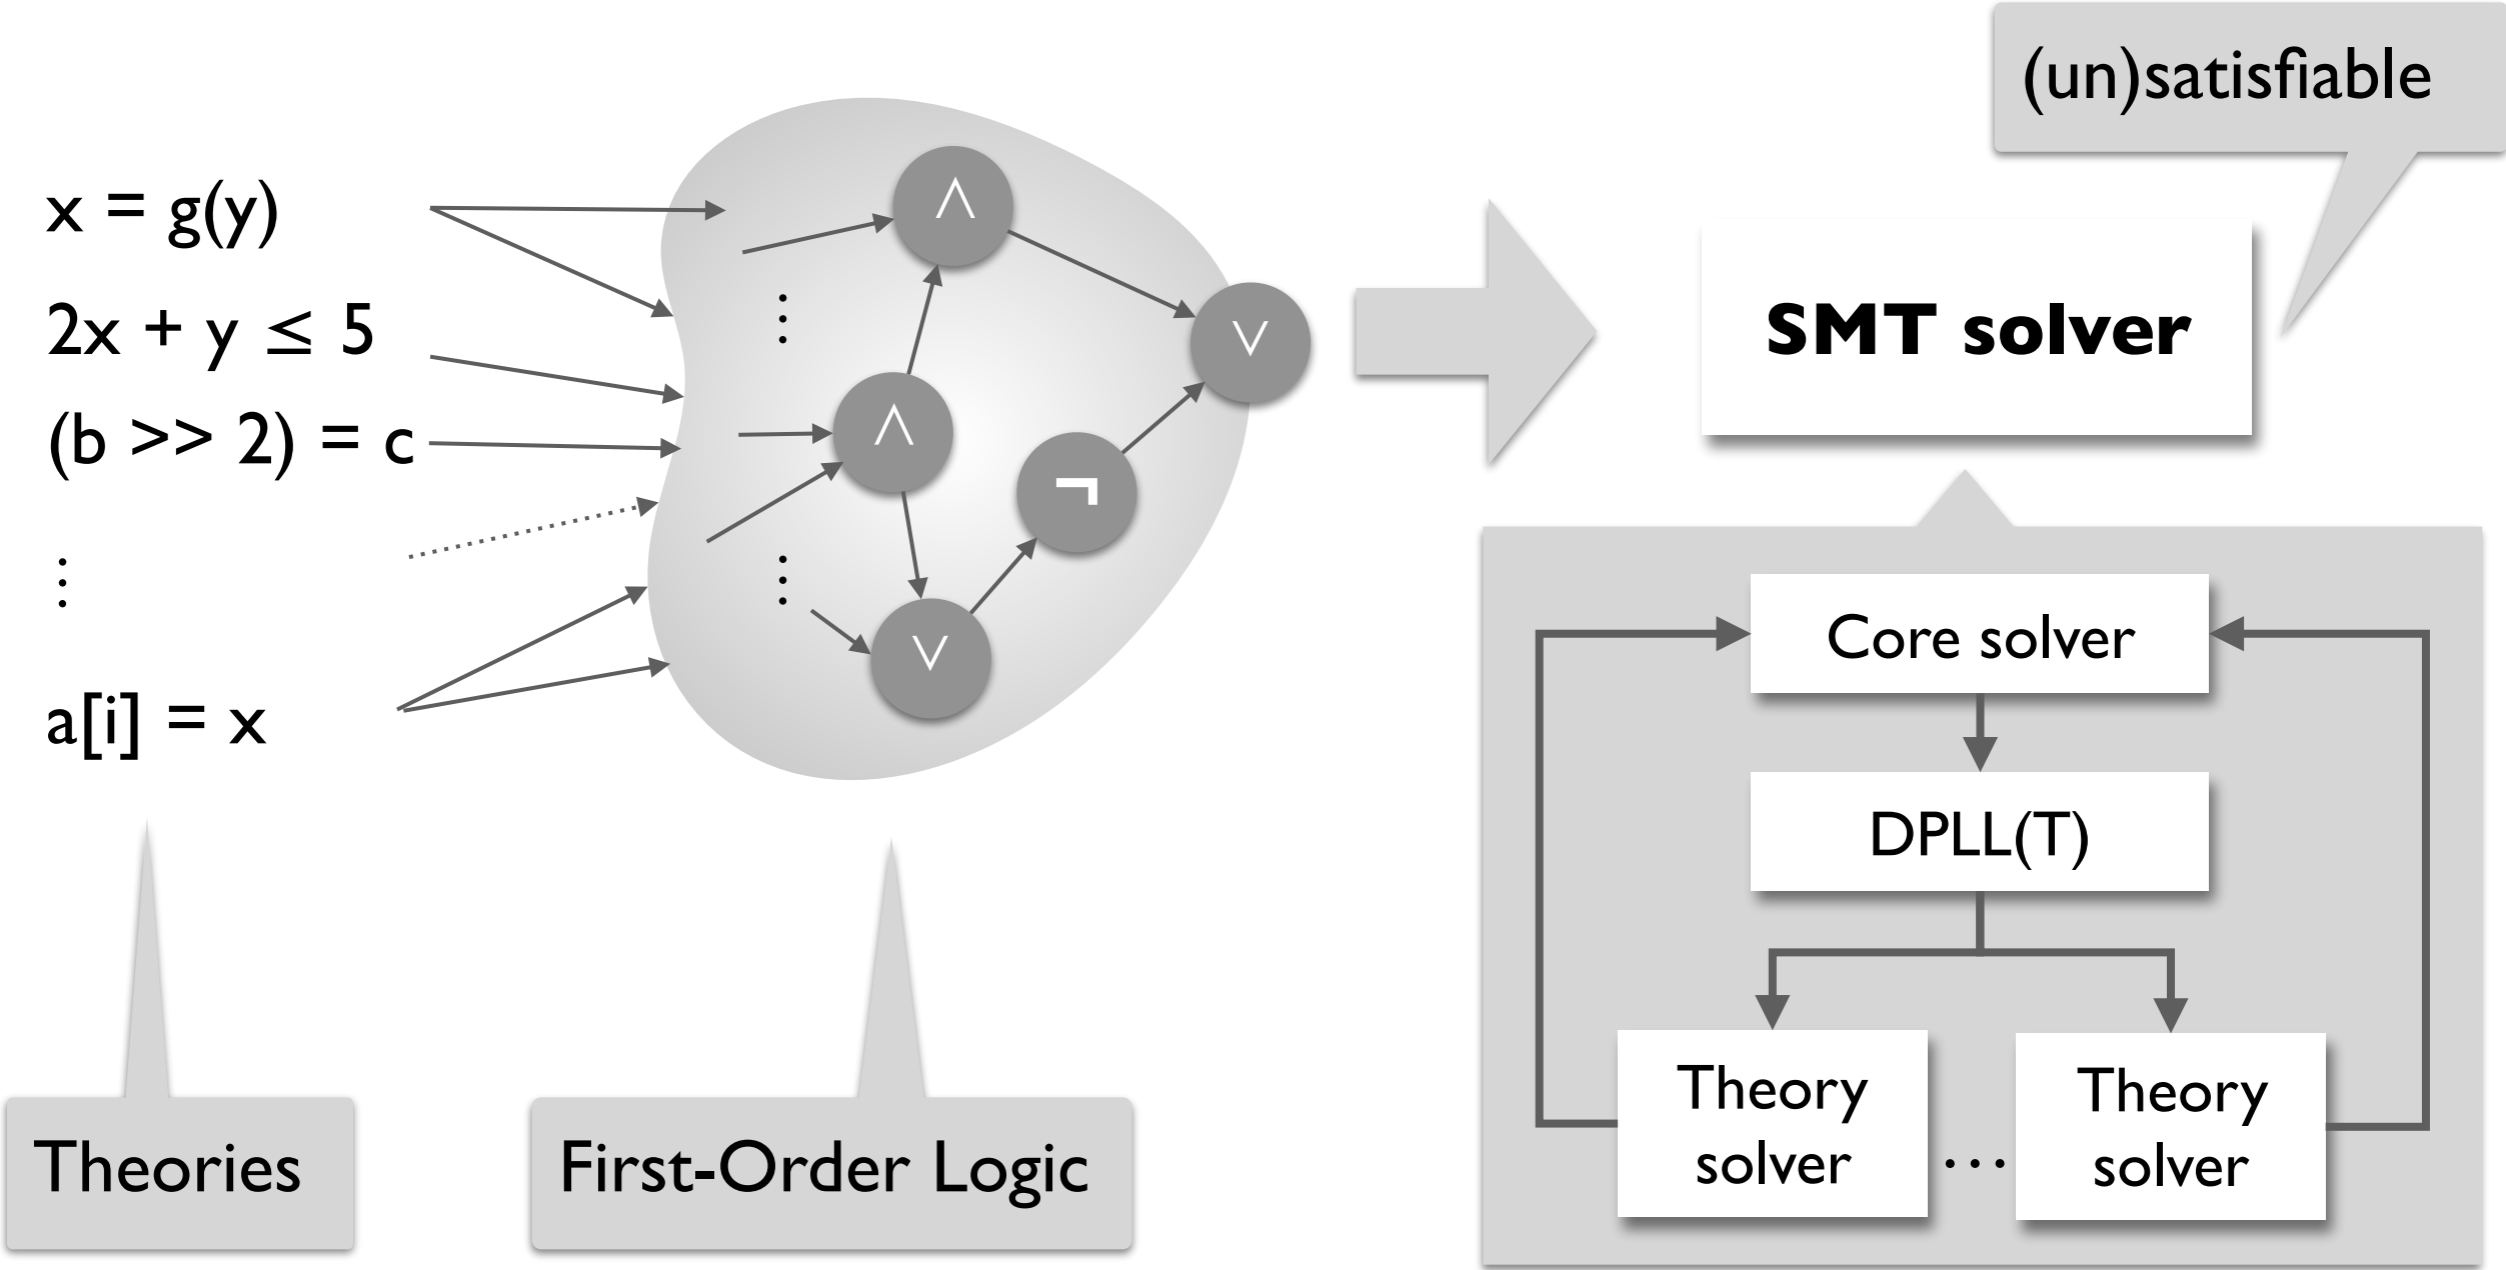 (un)satisfiable
x = g(y)
2x + y ≤ 5
(b >> 2) = c
⋮
a[i] = x
∧
⋮
∧
∨
¬
⋮
∨
SMT solver
Core solver
DPLL(T)
Theory
solver
…
Theory
solver
Theories
First-Order Logic